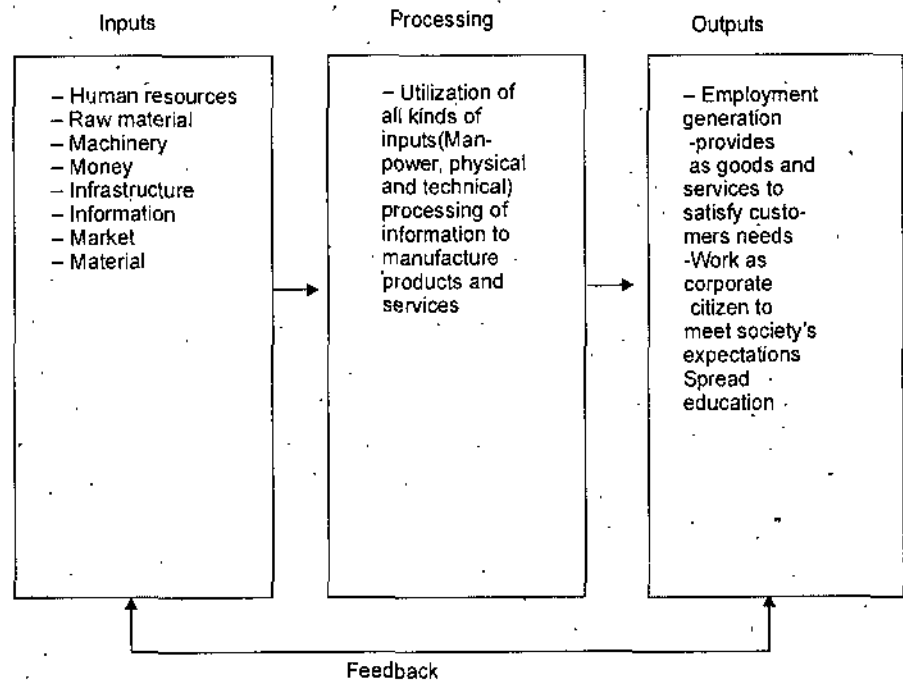 Inputs
Processing
Outputs
– Human resources
– Raw material
– Machinery
– Money
– Infrastructure
– Information
– Market
– Material
– Utilization of
all kinds of
inputs(Man-
power, physical
and technical)
processing of
information to
manufacture
products and
services
– Employment
generation
-provides
as goods and
services to
satisfy custo-
mers needs
-Work as
corporate
citizen to
meet society's
expectations
Spread
education
Feedback